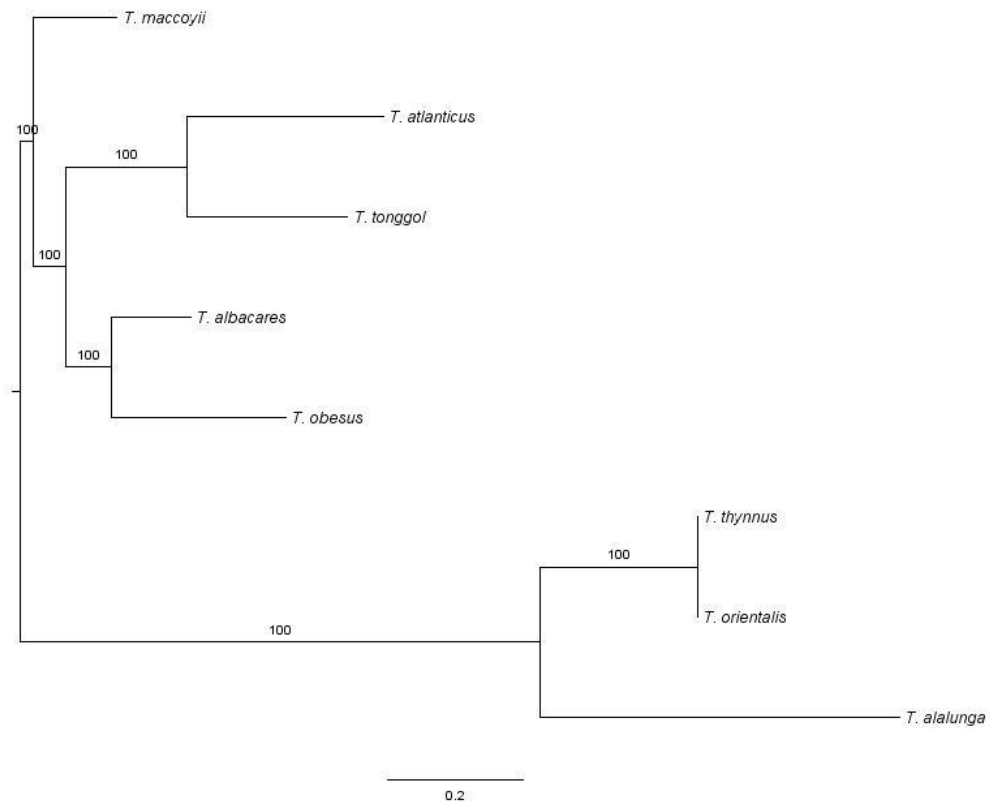 T. maccoyii
T. atlanticus
100
100
T. tonggol
100
T. albacares
100
T. obesus
T. thynnus
100
T. orientalis
100
T. alalunga
0.2